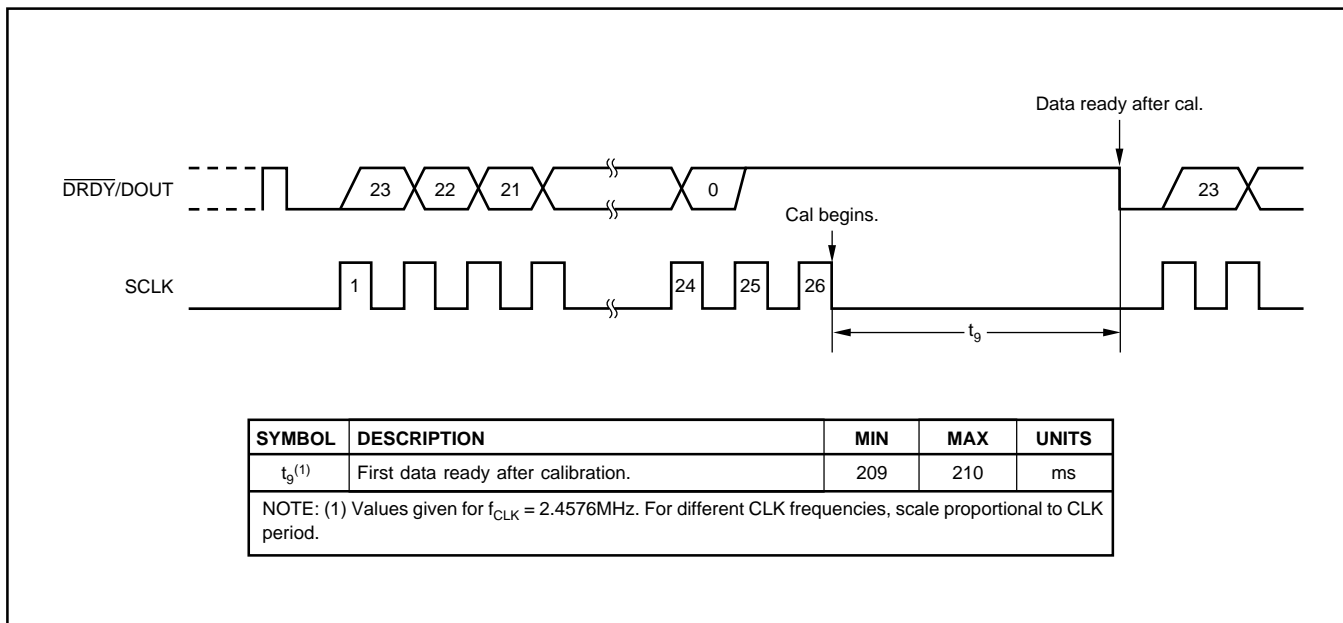 Data ready after cal.
DRDY/DOUT
23
22
21
0
23
Cal begins.
SCLK
1
24
25
26
t9
SYMBOL DESCRIPTION MIN MAX UNITS
t9(1) First data ready after calibration. 209 210 ms
NOTE: (1) Values given for fCLK = 2.4576MHz. For different CLK frequencies, scale proportional to CLK
period.